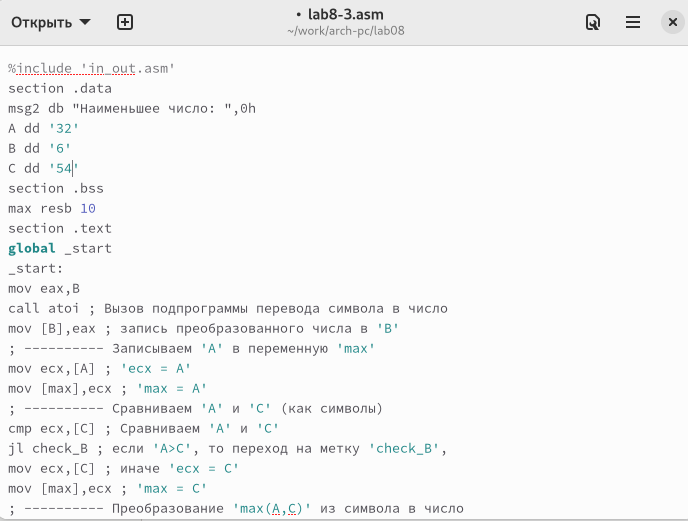 Открыть
• lab8-3.asm
~/work/arch-pc/lab08
%include 'in_out.asm'
section .data
msg2 db "Наименьшее число: ",0h
A dd '32'
B dd '6'
C dd '54'
section .bss
max resb 10
section .text
global _start
_start:
mov eax,B
call atoi ; Вызов подпрограммы перевода символа в число
mov [B],eax ; запись преобразованного числа в 'B'
; ---------- Записываем 'A' в переменную 'max'
mov ecx,[A] ; 'ecx = A'
mov [max],ecx ; 'max = A'
; ---------- Сравниваем 'A' и 'C' (как символы)
cmp ecx,[C] ; Сравниваем 'A' и 'C'
jl check_B ; если 'A>C', то переход на метку 'check_B',
mov ecx,[C] ; иначе 'ecx = C'
mov [max],ecx ; 'max = C'
; ---------- Преобразование 'max(A,C)' из символа в число